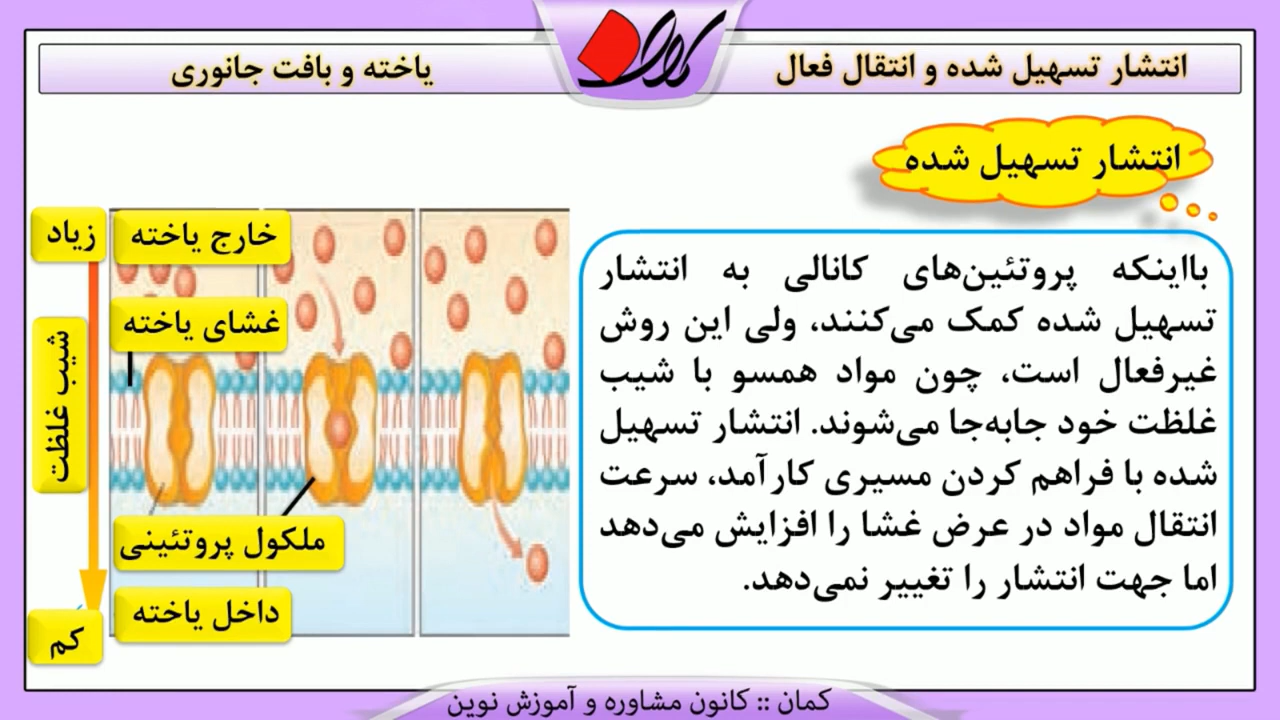 انتشار تسهیل شده و انتقال فعال
کمان
یاخته و بافت جانوری
انتشار تسهیل شده
بااینکه پروتئین‌های کانالی به انتشار
تسهیل شده کمک می‌کنند، ولی این روش
غیرفعال است، چون مواد همسو با شیب
غلظت خود جابه‌جا می‌شوند. انتشار تسهیل
شده با فراهم کردن مسیری کارآمد، سرعت
انتقال مواد در عرض غشا را افزایش می‌دهد
اما جهت انتشار را تغییر نمی‌دهد.
خارج یاخته
زیاد
غشای یاخته
شیب غلظت
ملکول پروتئینی
داخل یاخته
کم
کمان :: کانون مشاوره و آموزش نوین